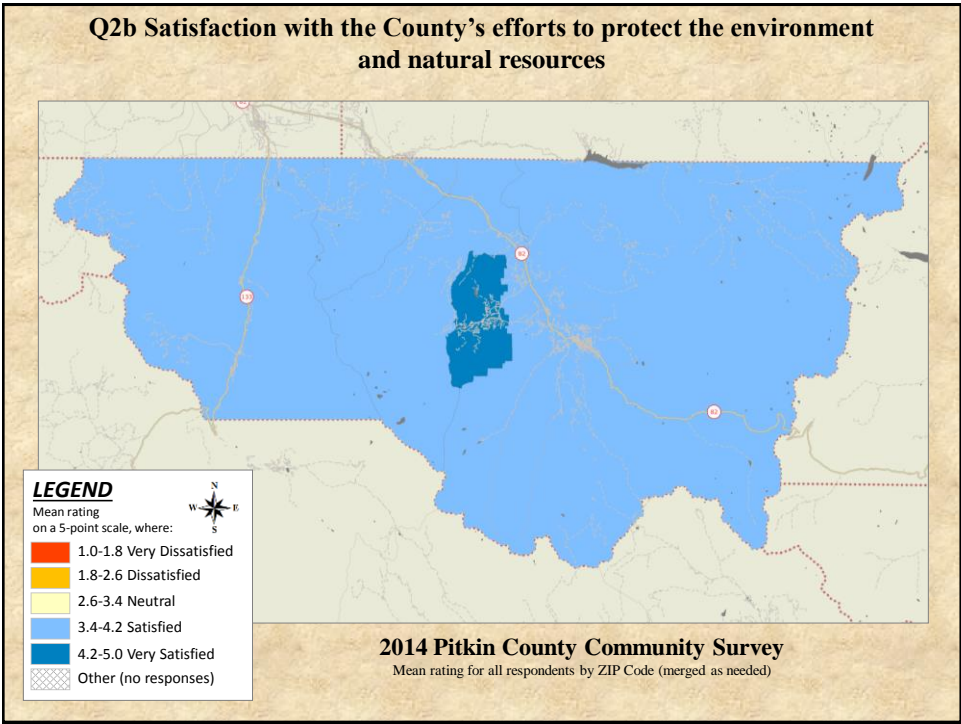 Q2b Satisfaction with the County's efforts to protect the environment
and natural resources
82
133
82
LEGEND
N
W E
S
Mean rating
on a 5-point scale, where:
1.0-1.8 Very Dissatisfied
1.8-2.6 Dissatisfied
2.6-3.4 Neutral
3.4-4.2 Satisfied
4.2-5.0 Very Satisfied
Other (no responses)
2014 Pitkin County Community Survey
Mean rating for all respondents by ZIP Code (merged as needed)